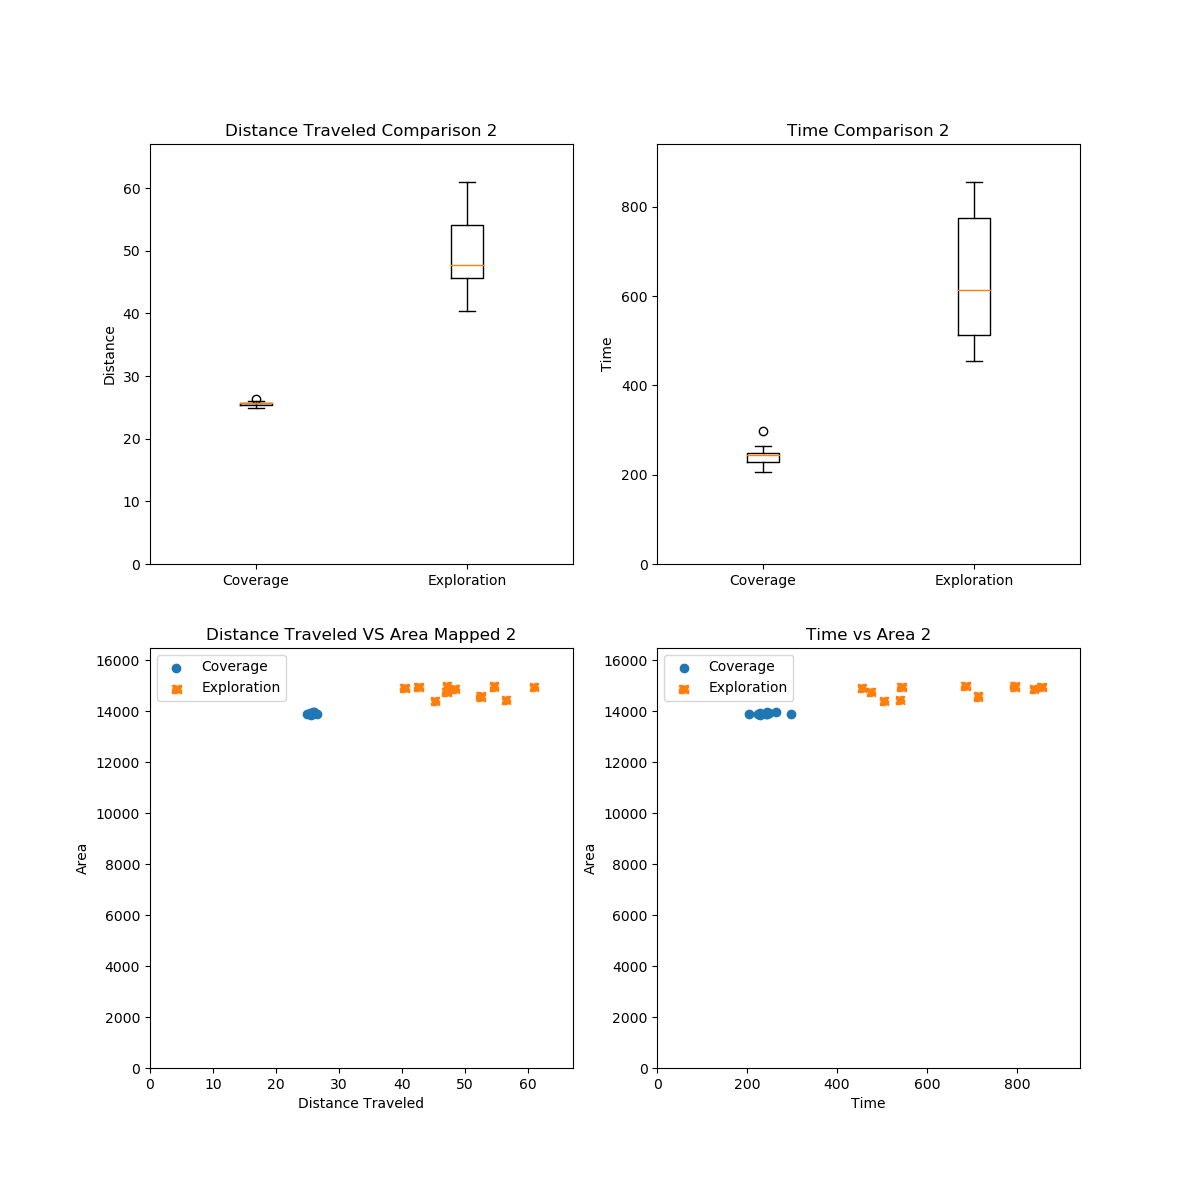 Distance Traveled Comparison 2
60
50
40
30
20
10
0
Distance
Coverage
Exploration
Time Comparison 2
800
600
400
200
0
Time
Coverage
Exploration
Distance Traveled VS Area Mapped 2
Coverage
Exploration
16000
14000
12000
10000
8000
6000
4000
2000
0
Area
0 10 20 30 40 50 60
Distance Traveled
Time vs Area 2
Coverage
Exploration
16000
14000
12000
10000
8000
6000
4000
2000
0
Area
0 200 400 600 800
Time